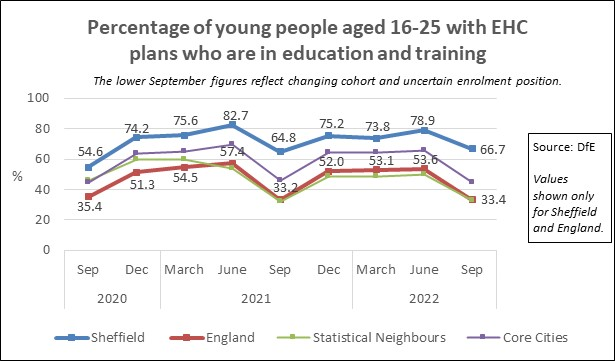 Percentage of young people aged 16-25 with EHC
plans who are in education and training
The lower September figures reflect changing cohort and uncertain enrolment position.
100
80
60
40
20
0
%
54.6
74.2
75.6
82.7
64.8
75.2
73.8
78.9
66.7
35.4
51.3
54.5
57.4
33.2
52.0
53.1
53.6
33.4
Source: DfE
Values
shown only
for Sheffield
and England.
Sep Dec March June Sep Dec March June Sep
2020 2021 2022
Sheffield England Statistical Neighbours Core Cities